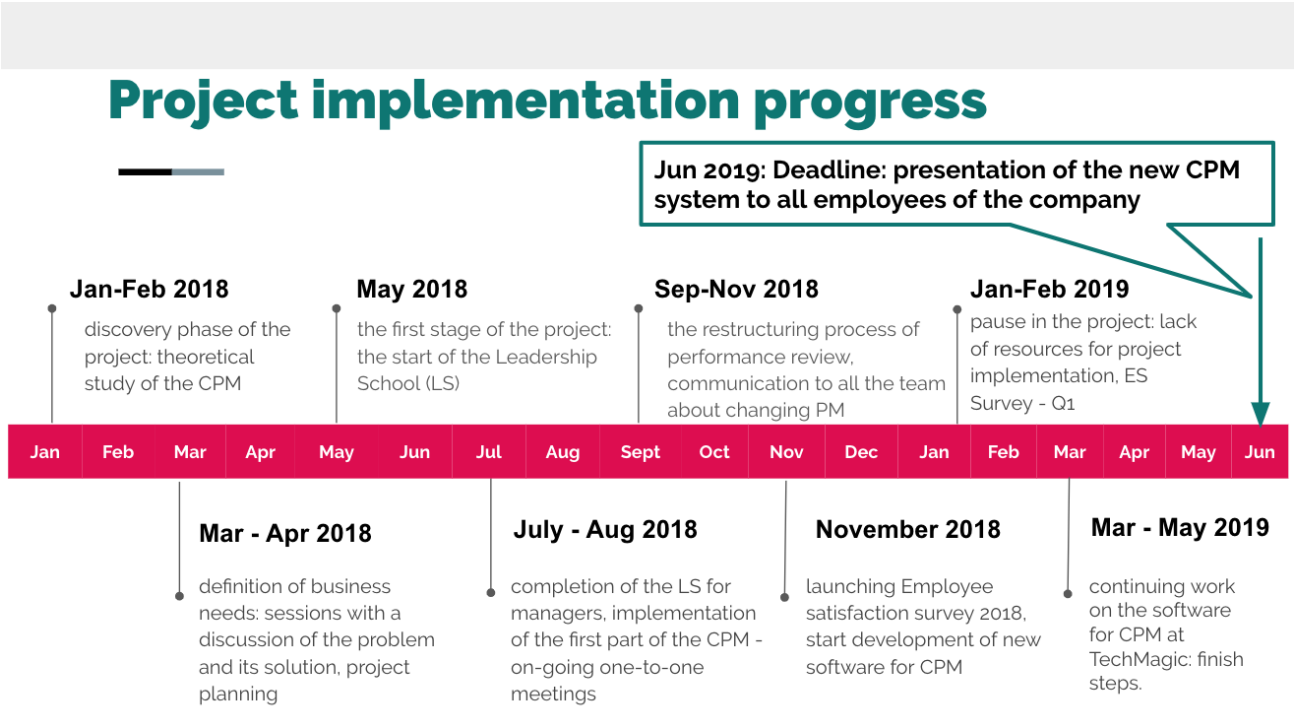 Project implementation progress
Jun 2019: Deadline: presentation of the new CPM
system to all employees of the company
Jan-Feb 2018
discovery phase of the
project: theoretical
study of the CPM
May 2018
the first stage of the project:
the start of the Leadership
School (LS)
Sep-Nov 2018
the restructuring process of
performance review,
communication to all the team
about changing PM
Jan-Feb 2019
pause in the project: lack
of resources for project
implementation, ES
Survey - Q1
Jan Feb Mar Apr May Jun Jul Aug Sept Oct Nov Dec Jan Feb Mar Apr May Jun
Mar - Apr 2018
definition of business
needs: sessions with a
discussion of the problem
and its solution, project
planning
July - Aug 2018
completion of the LS for
managers, implementation
of the first part of the CPM -
on-going one-to-one
meetings
November 2018
launching Employee
satisfaction survey 2018,
start development of new
software for CPM
Mar - May 2019
continuing work
on the software
for CPM at
TechMagic: finish
steps.